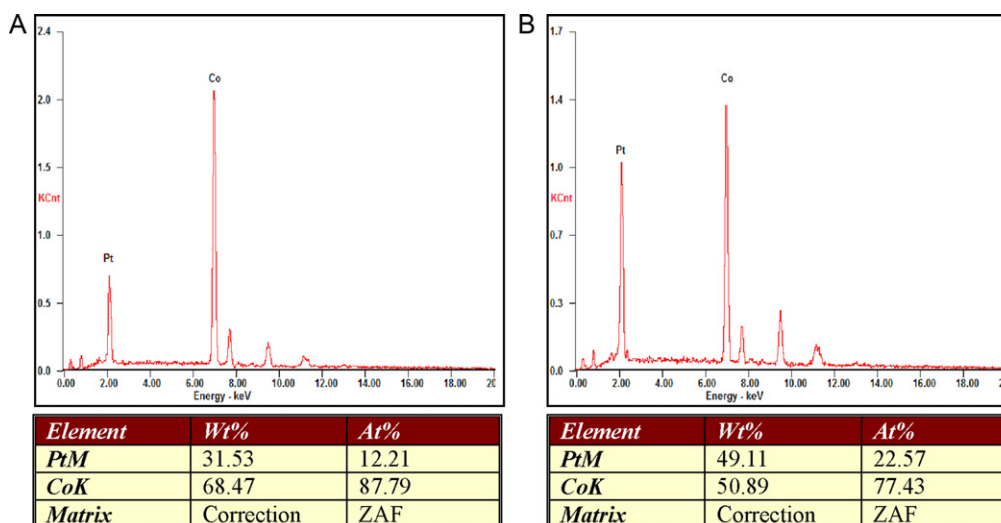 A
2.4
2.0
1.5
KCnt
1.0
0.5
0.0
Co
Pt
0.00 2.00 4.00 6.00 8.00 10.00 12.00 14.00 16.00 18.00 20
Energy - keV
Element Wt% At%
PtM 31.53 12.21
CoK 68.47 87.79
Matrix Correction ZAF
B
1.7
1.4
1.0
KCnt
0.7
0.3
0.0
Co
Pt
0.00 2.00 4.00 6.00 8.00 10.00 12.00 14.00 16.00 18.00 2
Energy - keV
Element Wt% At%
PtM 49.11 22.57
CoK 50.89 77.43
Matrix Correction ZAF